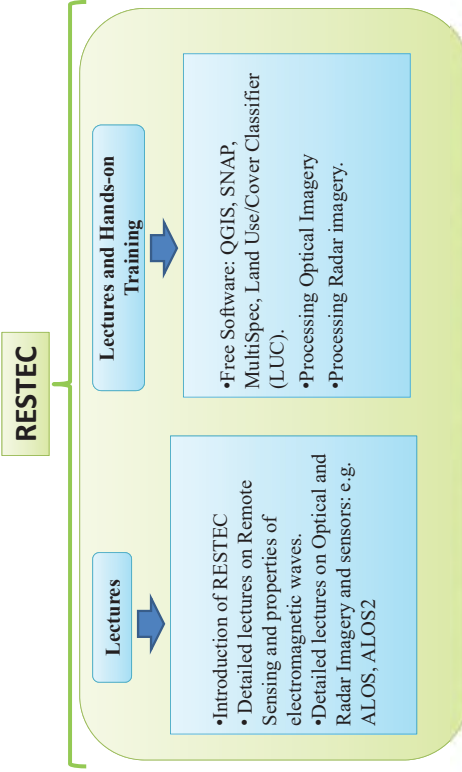 RESTEC
Lectures
•Introduction of RESTEC
• Detailed lectures on Remote
Sensing and properties of
electromagnetic waves.
•Detailed lectures on Optical and
Radar Imagery and sensors: e.g.
ALOS, ALOS2
Lectures and Hands-on
Training
•Free Software: QGIS, SNAP,
MultiSpec, Land Use/Cover Classifier
(LUC).
•Processing Optical Imagery
•Processing Radar imagery.